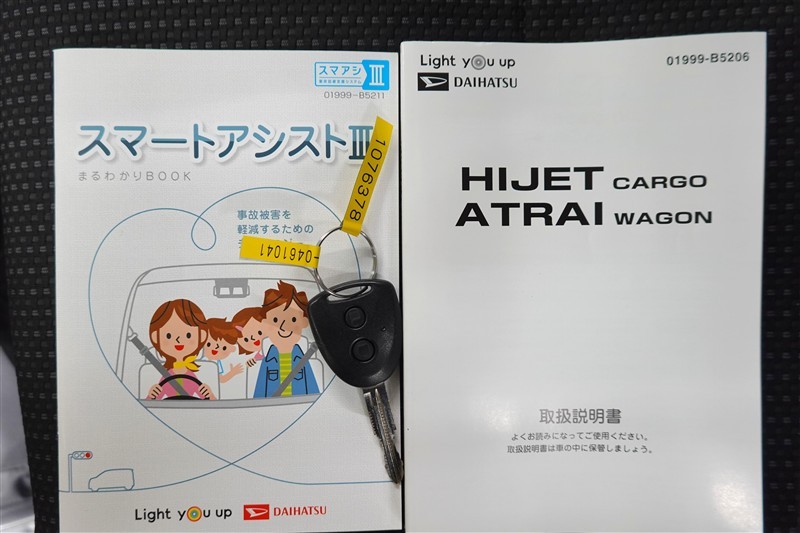 スマアシ III
01999-B5211
スマートアシストIII
まるわかりBOOK
事故被害を
軽減するための
1076378
-0461041
Light you up
DAIHATSU
Light you up
DAIHATSU
01999-B5206
HIJET CARGO
ATRAI WAGON
取扱説明書
よくお読みになってご使用ください。
取扱説明書は車の中に保管しましょう。